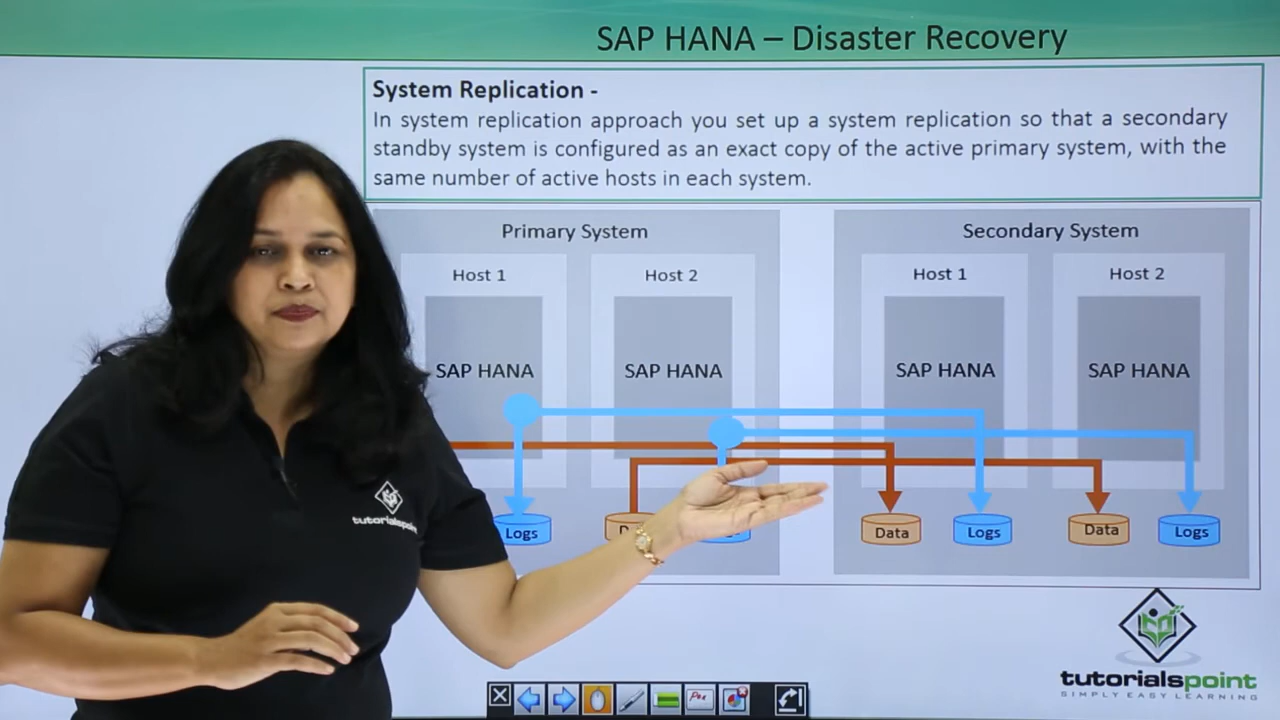 SAP HANA – Disaster Recovery
System Replication -
In system replication approach you set up a system replication so that a secondary
standby system is configured as an exact copy of the active primary system, with the
same number of active hosts in each system.
Primary System
Secondary System
Host 1
Host 2
Host 1
Host 2
SAP HANA
SAP HANA
SAP HANA
SAP HANA
Logs
Data
Logs
Data
Logs
tutorialspoint
tutorialspoint
SIMPLY EASY LEARNING
Pen